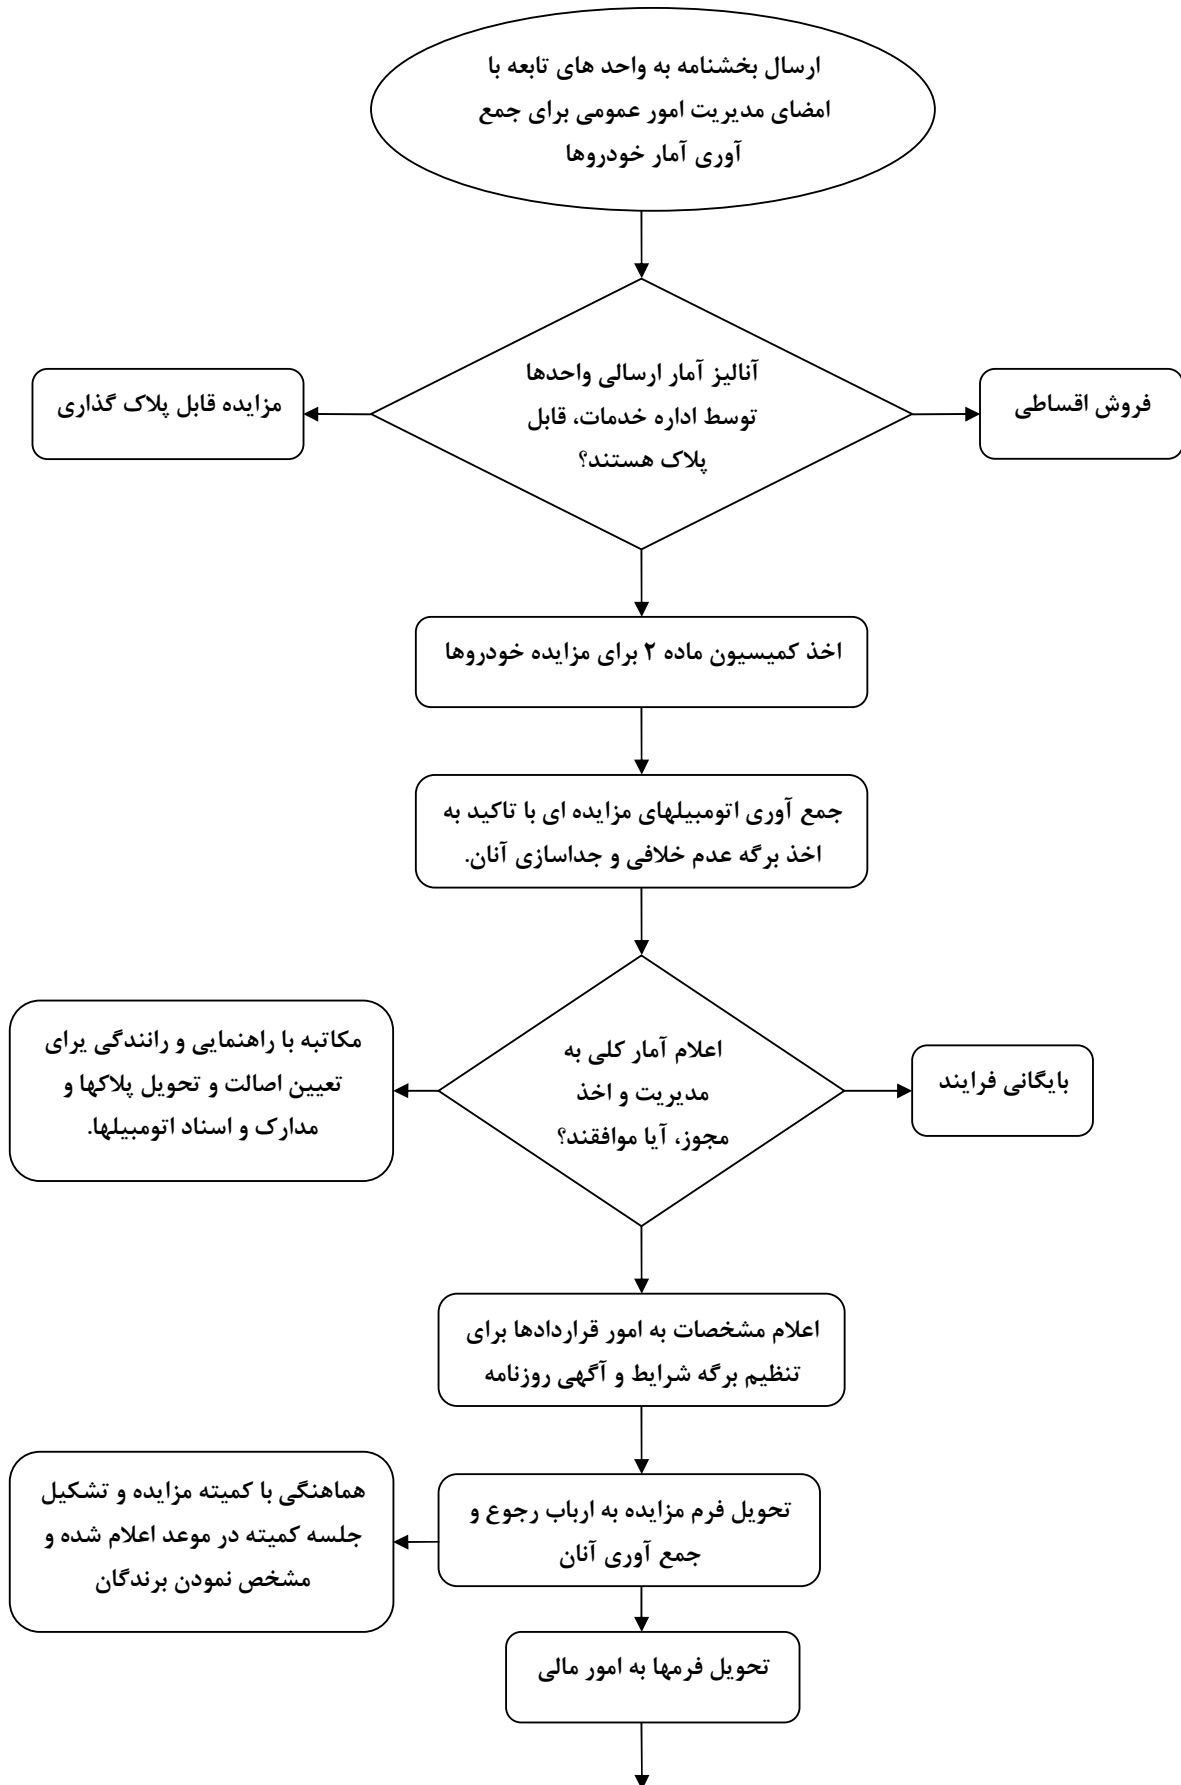 ارسال بخشنامه به واحد های تابعه با
امضای مدیریت امور عمومی برای جمع
آوری آمار خودروها
آنالیز آمار ارسالی واحدها
توسط اداره خدمات، قابل
پلاک هستند؟
فروش اقساطی
مزایده قابل پلاک گذاری
اخذ کمیسیون ماده ۲ برای مزایده خودروها
جمع آوری اتومبیلهای مزایده ای با تاکید به
اخذ برگه عدم خلافی و جداسازی آنان.
اعلام آمار کلی به
مدیریت و اخذ
مجوز، آیا موافقند؟
بایگانی فرایند
مکاتبه با راهنمایی و رانندگی یرای
تعیین اصالت و تحویل پلاکها و
مدارک و اسناد اتومبیلها.
اعلام مشخصات به امور قراردادها برای
تنظیم برگه شرایط و آگهی روزنامه
تحویل فرم مزایده به ارباب رجوع و
جمع آوری آنان
هماهنگی با کمیته مزایده و تشکیل
جلسه کمیته در موعد اعلام شده و
مشخص نمودن برندگان
تحویل فرمها به امور مالی